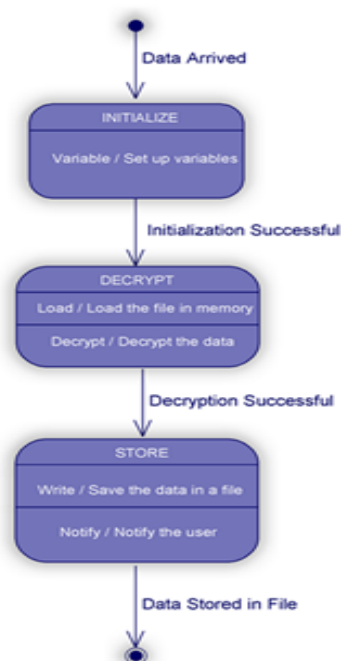 Data Arrived
INITIALIZE
Variable / Set up variables
Initialization Successful
DECRYPT
Load / Load the file in memory
Decrypt / Decrypt the data
Decryption Successful
STORE
Write / Save the data in a file
Notify / Notify the user
Data Stored in File